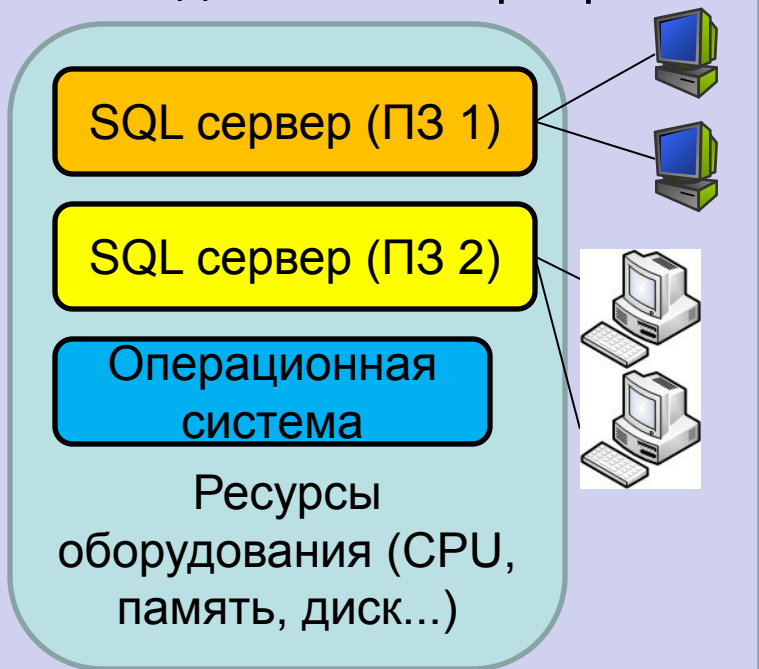 SQL сервер (ПЗ 1)
SQL сервер (ПЗ 2)
Операционная
система
Ресурсы
оборудования (CPU,
память, диск...)